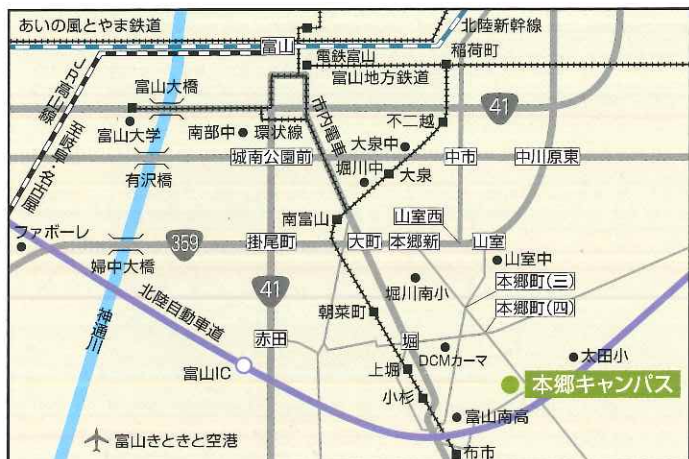 あいの風とやま鉄道
北陸新幹線
富山
電鉄富山
稲荷町
富山地方鉄道
JR高山線
至岐阜・名古屋
富山大橋
41
市内電車
不二越
富山大学
南部中
環状線
大泉中
城南公園前
堀川中
中市
中川原東
有沢橋
大泉
南富山
山室西
ファボーレ
359
掛尾町
大町
本郷新
山室
婦中大橋
山室中
41
堀川南小
本郷町(三)
北陸自動車道
朝菜町
本郷町(四)
神通川
赤田
堀
DCMカーマ
太田小
富山IC
上堀
本郷キャンパス
小杉
富山南高
富山きときと空港
布市